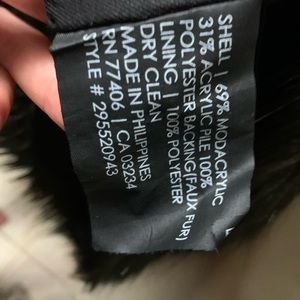 SHELL | 69% MODACRYLIC
31% ACRYLIC PILE 100%
POLYESTER BACKING(FAUX FUR)
LINING | 100% POLYESTER
DRY CLEAN
MADE IN PHILIPPINES
RN 77406 | CA 03234
STYLE # 295520943